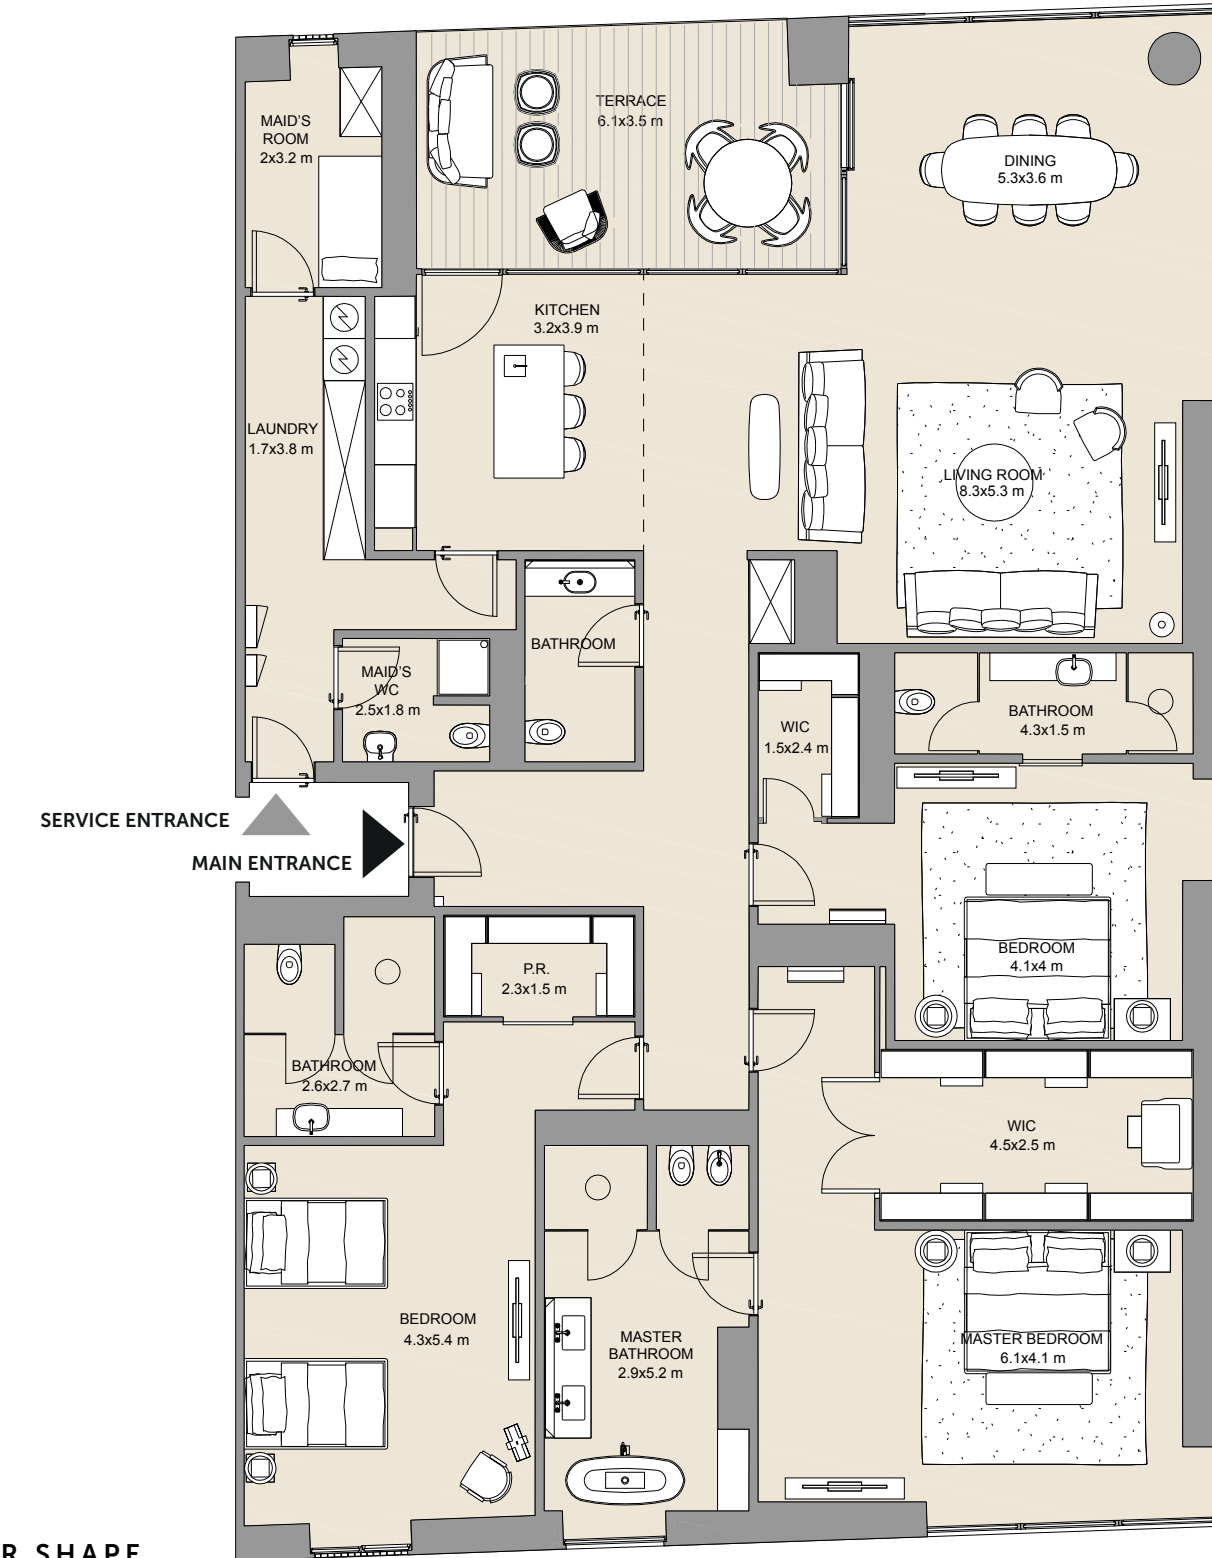 MAID'S
ROOM
2x3.2 m
TERRACE
6.1x3.5 m
DINING
5.3x3.6 m
KITCHEN
3.2x3.9 m
LAUNDRY
1.7x3.8 m
LIVING ROOM
8.3x5.3 m
BATHROOM
MAID'S
WC
2.5x1.8 m
WIC
1.5x2.4 m
BATHROOM
4.3x1.5 m
SERVICE ENTRANCE
MAIN ENTRANCE
BEDROOM
4.1x4 m
P.R.
2.3x1.5 m
BATHROOM
2.6x2.7 m
WIC
4.5x2.5 m
BEDROOM
4.3x5.4 m
MASTER
BATHROOM
2.9x5.2 m
MASTER BEDROOM
6.1x4.1 m
R SHAPE